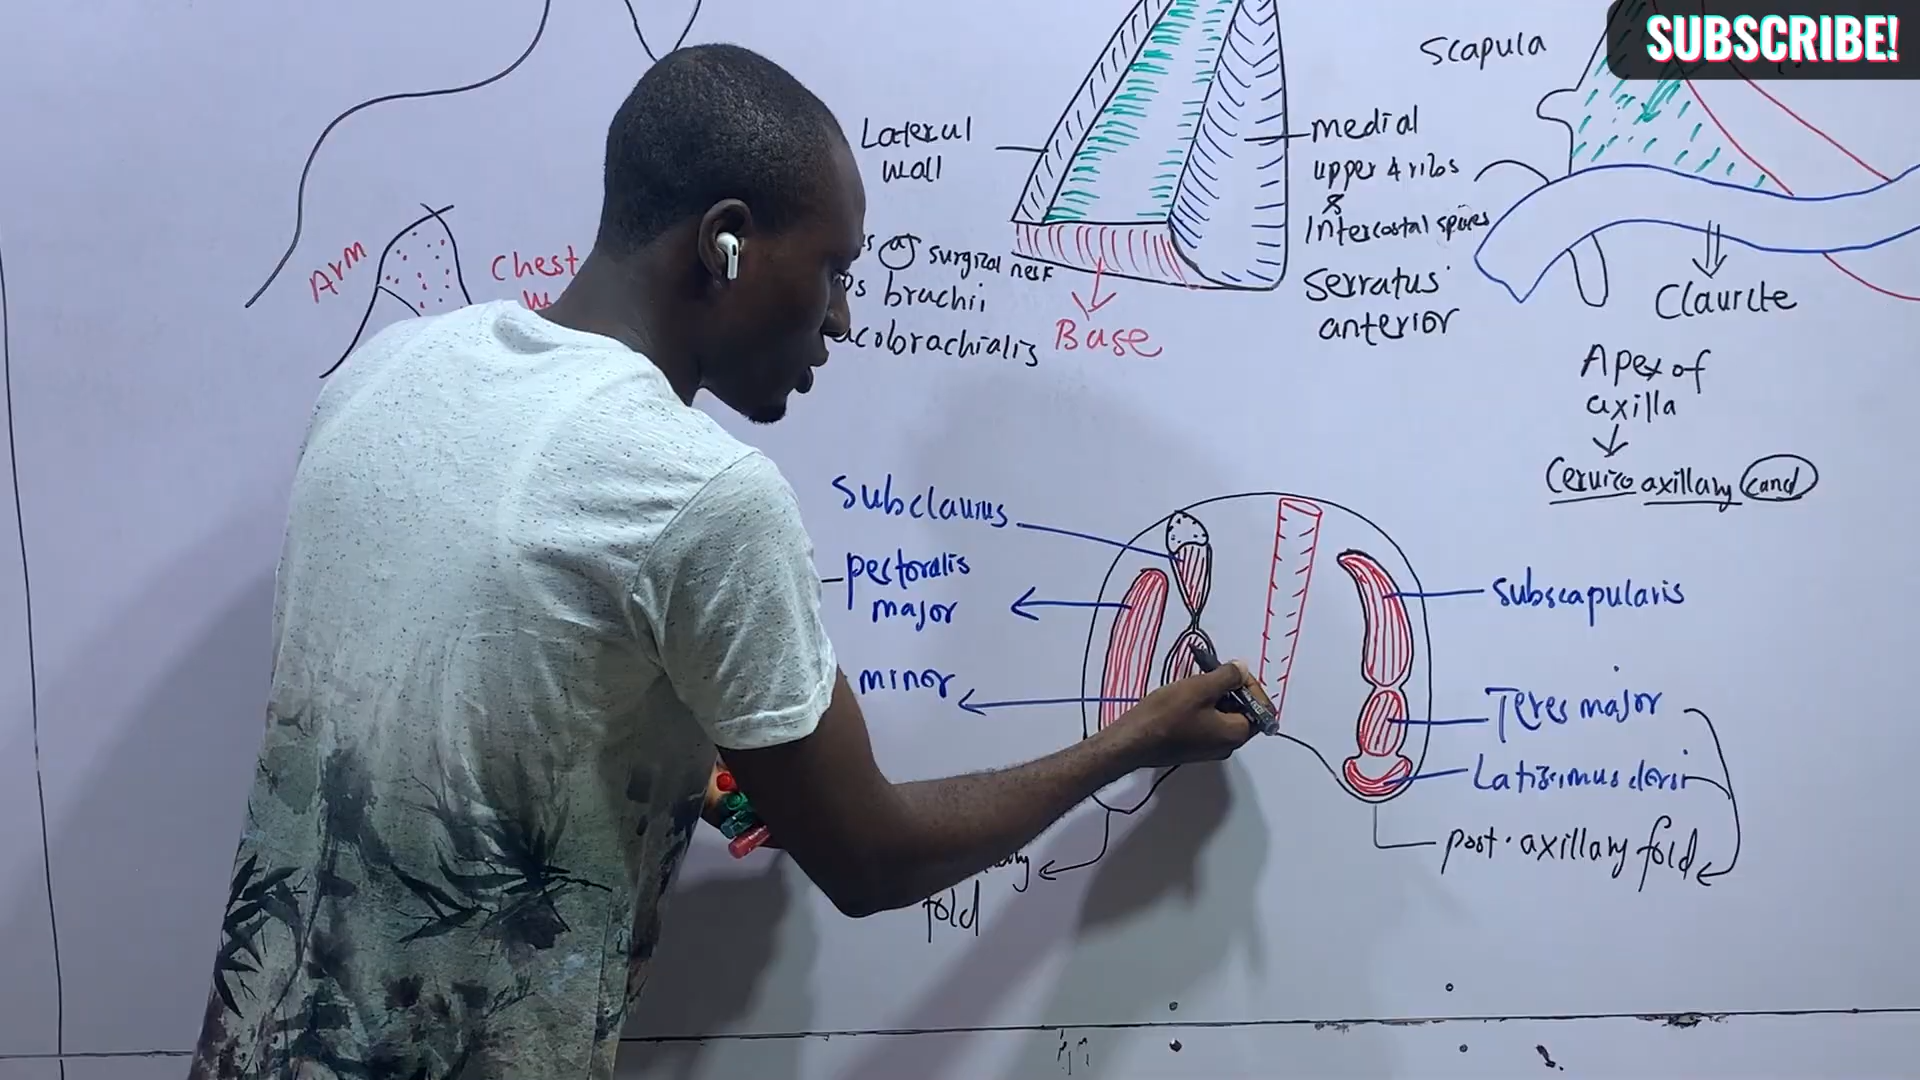 SUBSCRIBE!
Scapula
Lateral
wall
medial
upper 4 ribs
&
Intercostal spaces
Serratus
anterior
Arm
Chest
surgical neck
brachii
Base
Clavicle
Apex of
axilla
Cervico axillary canal
Subclavius
pectoralis
major
minor
fold
Subscapularis
Teres major
Latissimus dorsi
post. axillary fold